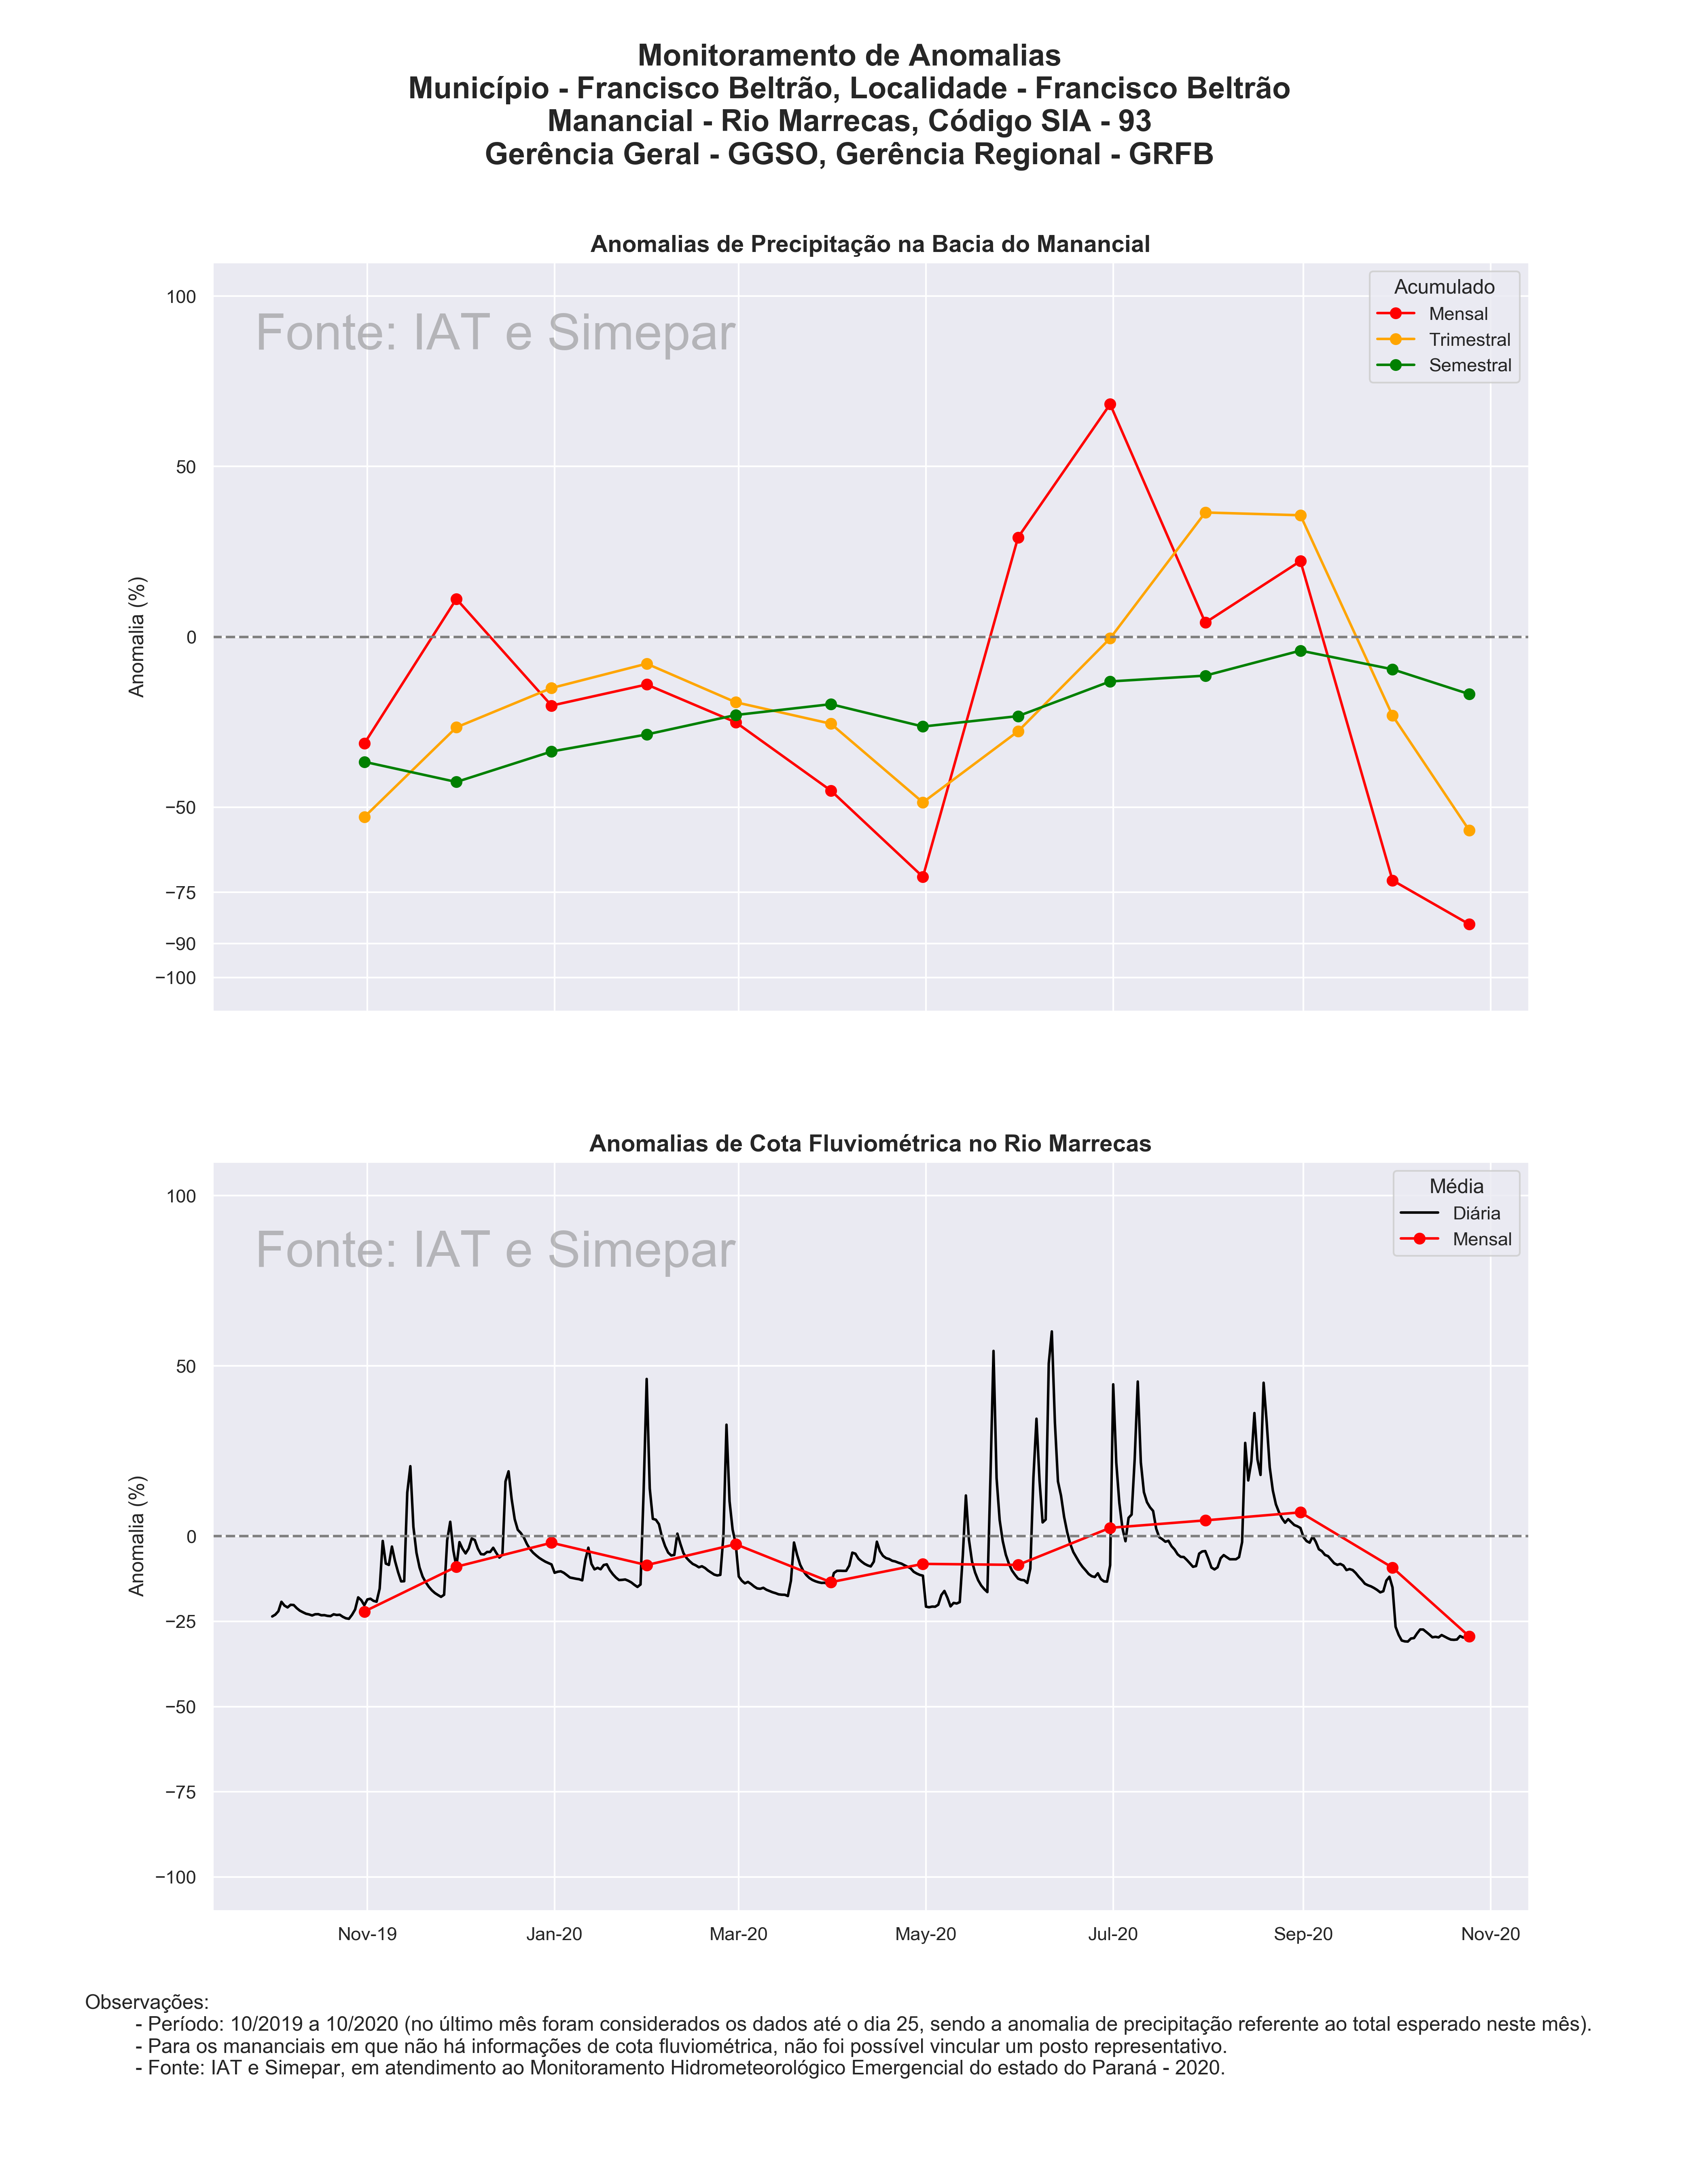 Monitoramento de Anomalias
Município - Francisco Beltrão, Localidade - Francisco Beltrão
Manancial - Rio Marrecas, Código SIA - 93
Gerência Geral - GGSO, Gerência Regional - GRFB
Anomalias de Precipitação na Bacia do Manancial
Fonte: IAT e Simepar
Acumulado
Mensal
Trimestral
Semestral
Anomalia (%)
100
50
0
−50
−75
−90
−100
Anomalias de Cota Fluviométrica no Rio Marrecas
Fonte: IAT e Simepar
Média
Diária
Mensal
Anomalia (%)
100
50
0
−25
−50
−75
−100
Nov-19 Jan-20 Mar-20 May-20 Jul-20 Sep-20 Nov-20
Observações:
- Período: 10/2019 a 10/2020 (no último mês foram considerados os dados até o dia 25, sendo a anomalia de precipitação referente ao total esperado neste mês).
- Para os mananciais em que não há informações de cota fluviométrica, não foi possível vincular um posto representativo.
- Fonte: IAT e Simepar, em atendimento ao Monitoramento Hidrometeorológico Emergencial do estado do Paraná - 2020.